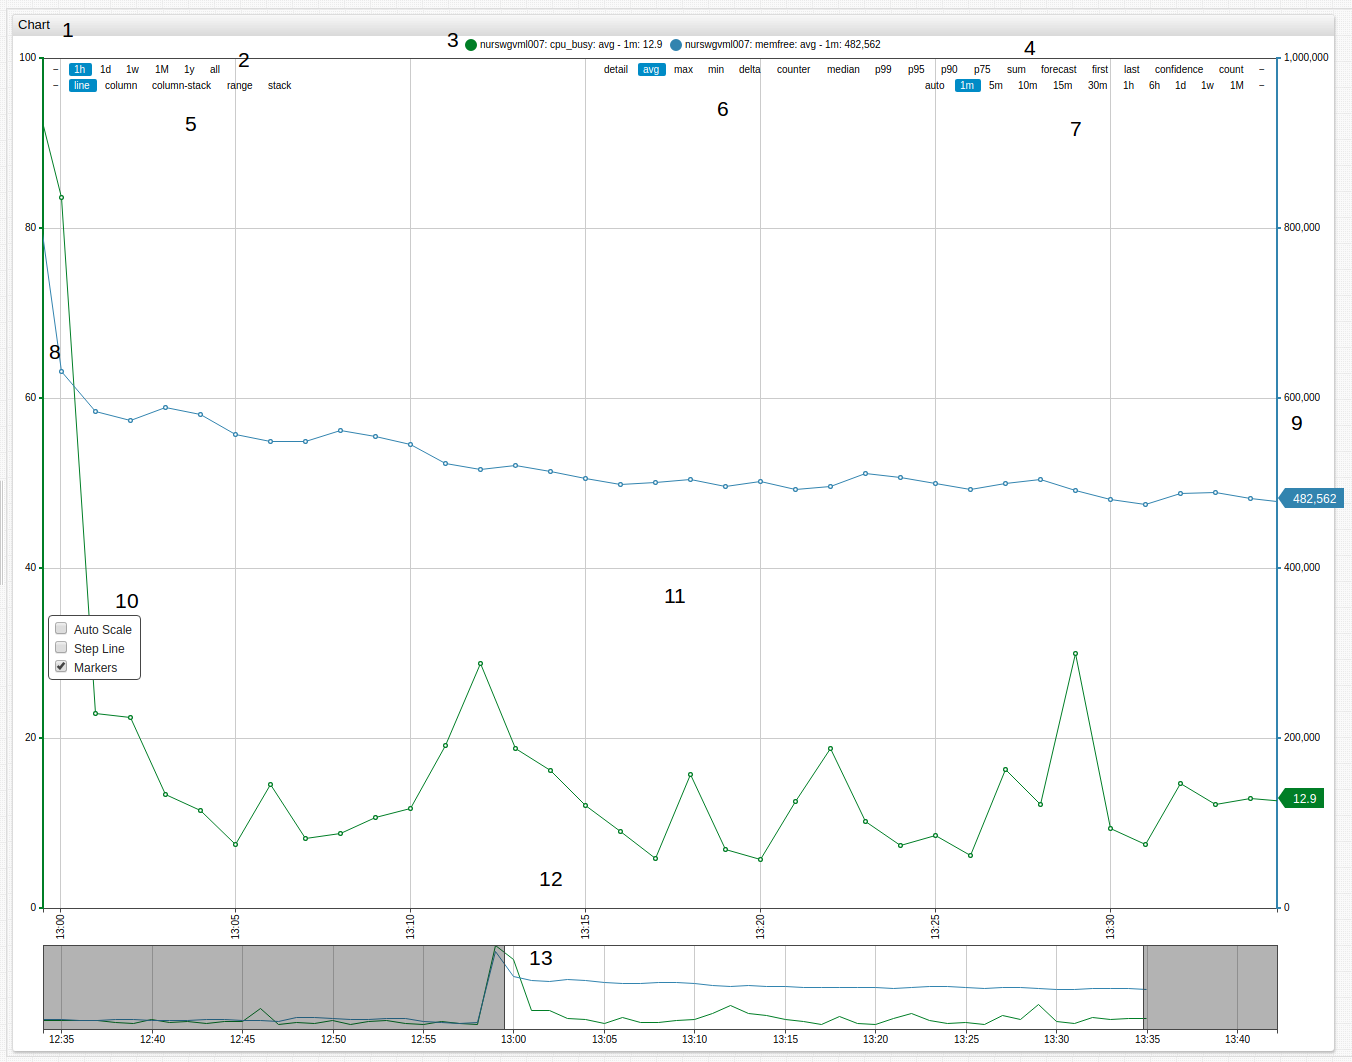 Chart 1
3 nurswgvml007: cpu_busy: avg - 1m: 12.9 nurswgvml007: memfree: avg - 1m: 482,562 4
100 1,000,000
− 1h 1d 1w 1M 1y all 2 detail avg max min delta counter median p99 p95 p90 p75 sum forecast first last confidence count −
− line column column-stack range stack auto 1m 5m 10m 15m 30m 1h 6h 1d 1w 1M −
5 6 7
80 800,000
8
60 600,000
9
482,562
40 400,000
10 11
Auto Scale
Step Line
Markers
20 200,000
12.9
12
0 0
13:00 13:05 13:10 13:15 13:20 13:25 13:30
13
12:35 12:40 12:45 12:50 12:55 13:00 13:05 13:10 13:15 13:20 13:25 13:30 13:35 13:40